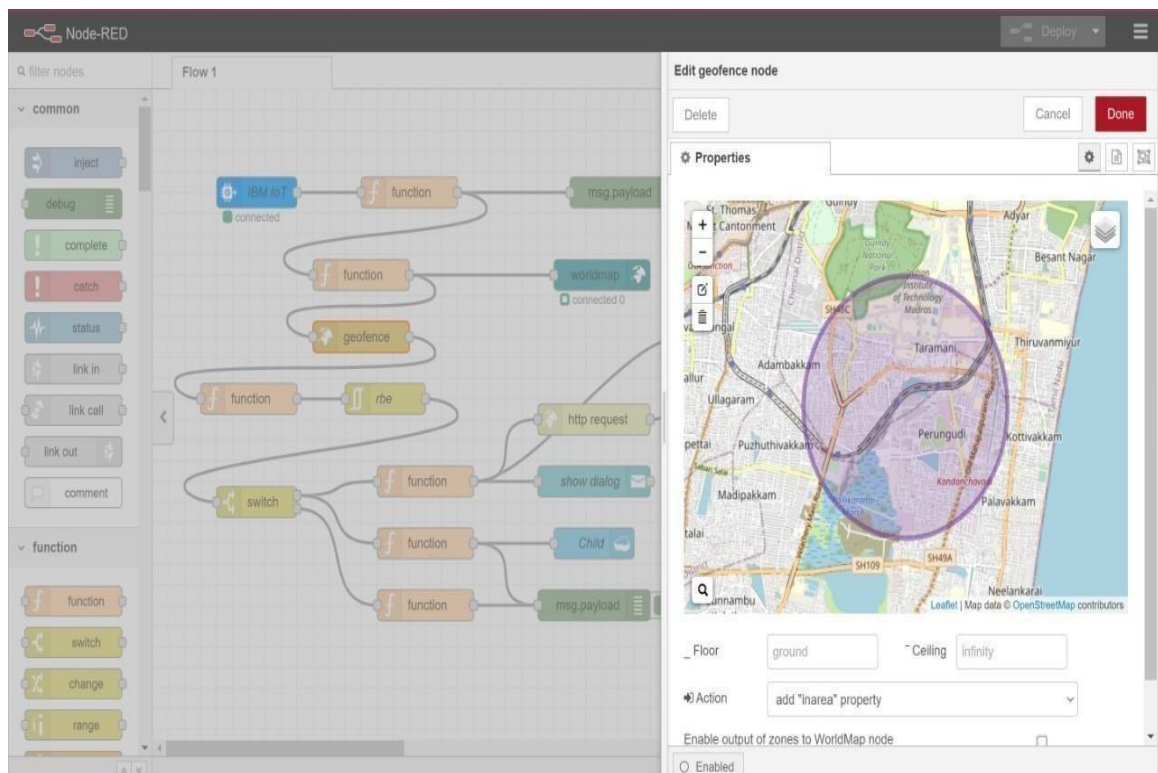 Node-RED
Deploy
filter nodes
Flow 1
common
inject
debug
complete
catch
status
link in
link call
link out
comment
function
function
switch
change
range
IBM IoT
connected
function
msg.payload
function
worldmap
connected 0
geofence
function
rbe
http request
switch
function
show dialog
function
Child
function
msg.payload
Edit geofence node
Delete
Cancel
Done
Properties
St. Thomas
Cantonment
Guindy
Adyar
Guindy
National
Park
Besant Nagar
Indian
Institute
of Technology
Madras
SH48C
Taramani
Thiruvanmiyur
Adambakkam
Ullagaram
Perungudi
Kottivakkam
pettai
Puzhuthivakkam
Kandanchavadi
Madipakkam
Palavakkam
talai
SH109
SH49A
Neelankarai
unnambu
Leaflet | Map data © OpenStreetMap contributors
Floor
ground
Ceiling
infinity
Action
add "inarea" property
Enable output of zones to WorldMap node
Enabled